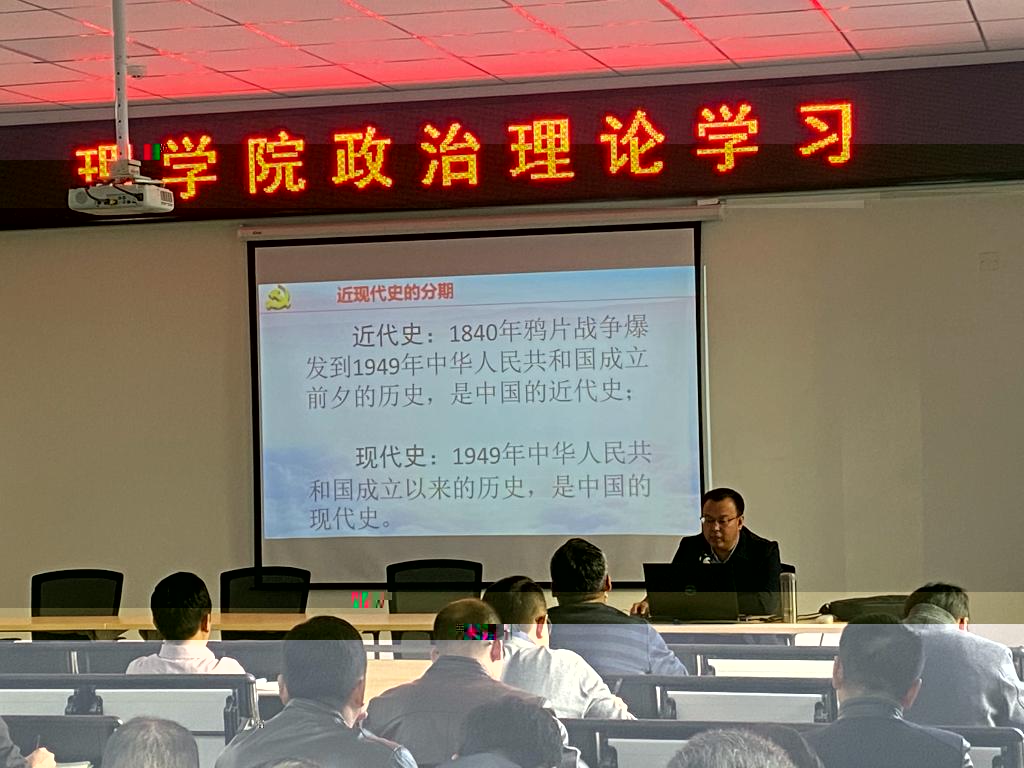 理学院政治理论学习
近现代史的分期
近代史：1840年鸦片战争爆
发到1949年中华人民共和国成立
前夕的历史，是中国的近代史；
现代史：1949年中华人民共
和国成立以来的历史，是中国的
现代史。